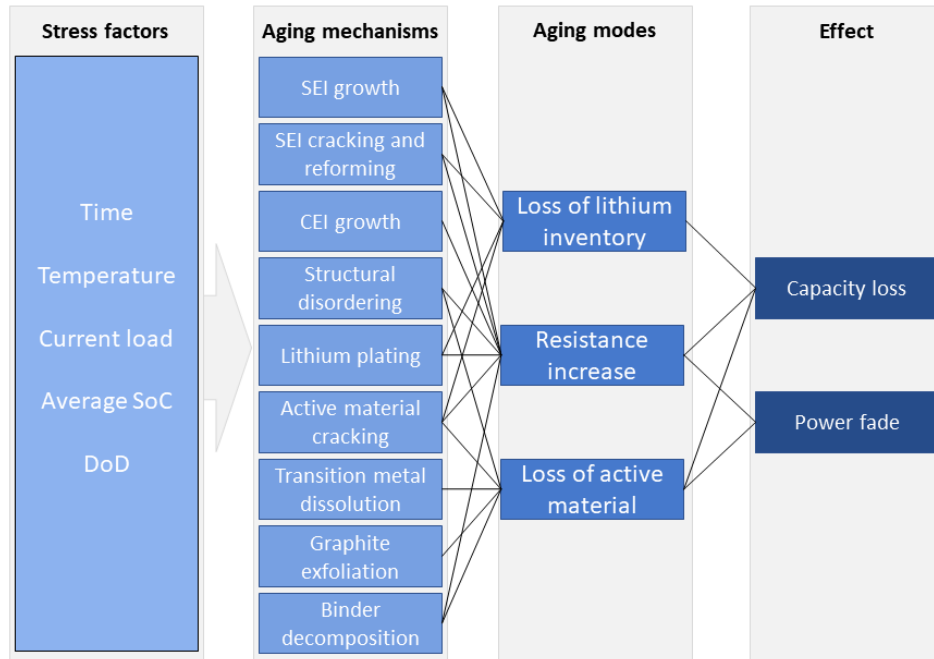 Stress factors
Time
Temperature
Current load
Average SoC
DoD
Aging mechanisms
SEI growth
SEI cracking and
reforming
CEI growth
Structural
disordering
Lithium plating
Active material
cracking
Transition metal
dissolution
Graphite
exfoliation
Binder
decomposition
Aging modes
Loss of lithium
inventory
Resistance
increase
Loss of active
material
Effect
Capacity loss
Power fade